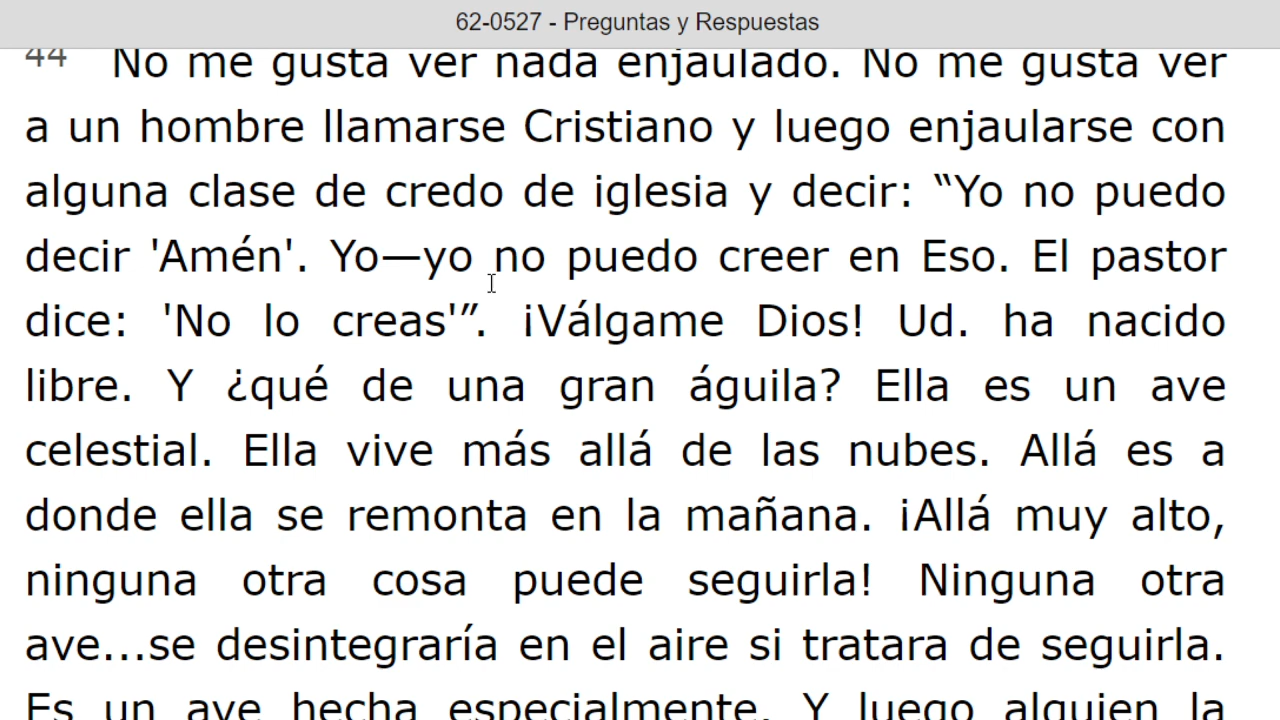 62-0527 - Preguntas y Respuestas
44 No me gusta ver nada enjaulado. No me gusta ver
a un hombre llamarse Cristiano y luego enjaularse con
alguna clase de credo de iglesia y decir: “Yo no puedo
decir 'Amén'. Yo—yo no puedo creer en Eso. El pastor
dice: 'No lo creas'”. ¡Válgame Dios! Ud. ha nacido
libre. Y ¿qué de una gran águila? Ella es un ave
celestial. Ella vive más allá de las nubes. Allá es a
donde ella se remonta en la mañana. ¡Allá muy alto,
ninguna otra cosa puede seguirla! Ninguna otra
ave...se desintegraría en el aire si tratara de seguirla.
Es un ave hecha especialmente. Y luego alguien la